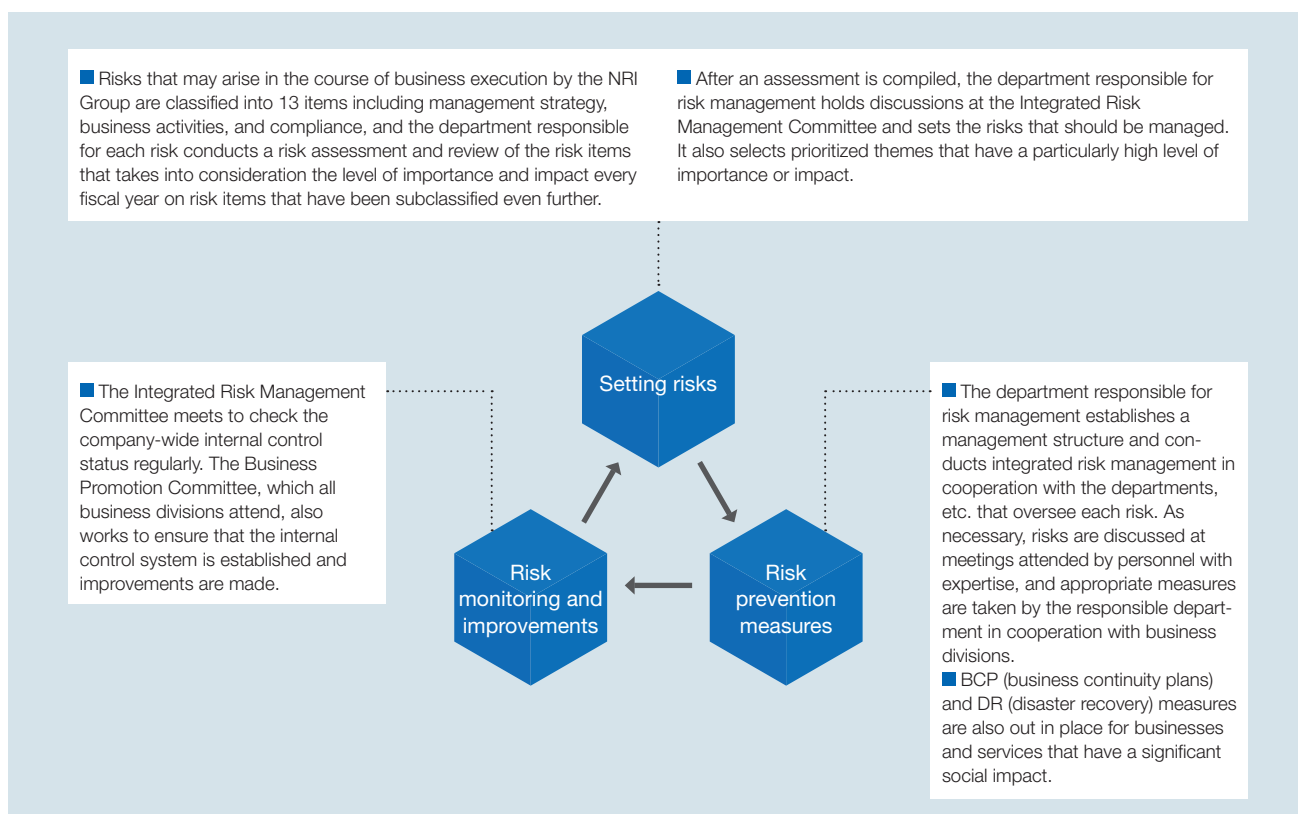 ■ Risks that may arise in the course of business execution by the NRI
Group are classified into 13 items including management strategy,
business activities, and compliance, and the department responsible
for each risk conducts a risk assessment and review of the risk items
that takes into consideration the level of importance and impact every
fiscal year on risk items that have been subclassified even further.
■ After an assessment is compiled, the department responsible for
risk management holds discussions at the Integrated Risk
Management Committee and sets the risks that should be managed.
It also selects prioritized themes that have a particularly high level of
importance or impact.
Setting risks
■ The Integrated Risk Management
Committee meets to check the
company-wide internal control
status regularly. The Business
Promotion Committee, which all
business divisions attend, also
works to ensure that the internal
control system is established and
improvements are made.
Risk
monitoring and
improvements
Risk
prevention
measures
■ The department responsible for
risk management establishes a
management structure and con-
ducts integrated risk management in
cooperation with the departments,
etc. that oversee each risk. As
necessary, risks are discussed at
meetings attended by personnel with
expertise, and appropriate measures
are taken by the responsible depart-
ment in cooperation with business
divisions.
■ BCP (business continuity plans)
and DR (disaster recovery) measures
are also out in place for businesses
and services that have a significant
social impact.